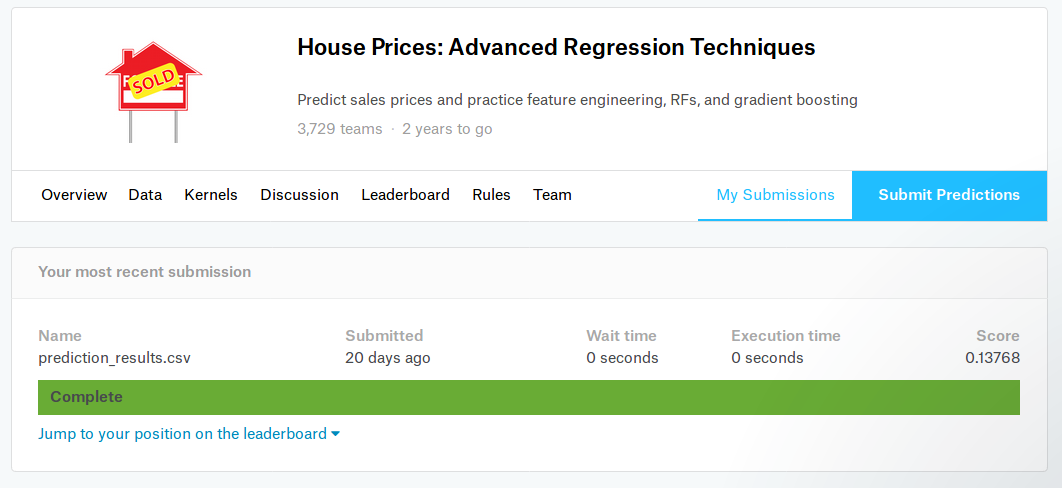 House Prices: Advanced Regression Techniques
SOLD
Predict sales prices and practice feature engineering, RFs, and gradient boosting
3,729 teams · 2 years to go
Overview Data Kernels Discussion Leaderboard Rules Team My Submissions Submit Predictions
Your most recent submission
Name Submitted Wait time Execution time Score
prediction_results.csv 20 days ago 0 seconds 0 seconds 0.13768
Complete
Jump to your position on the leaderboard